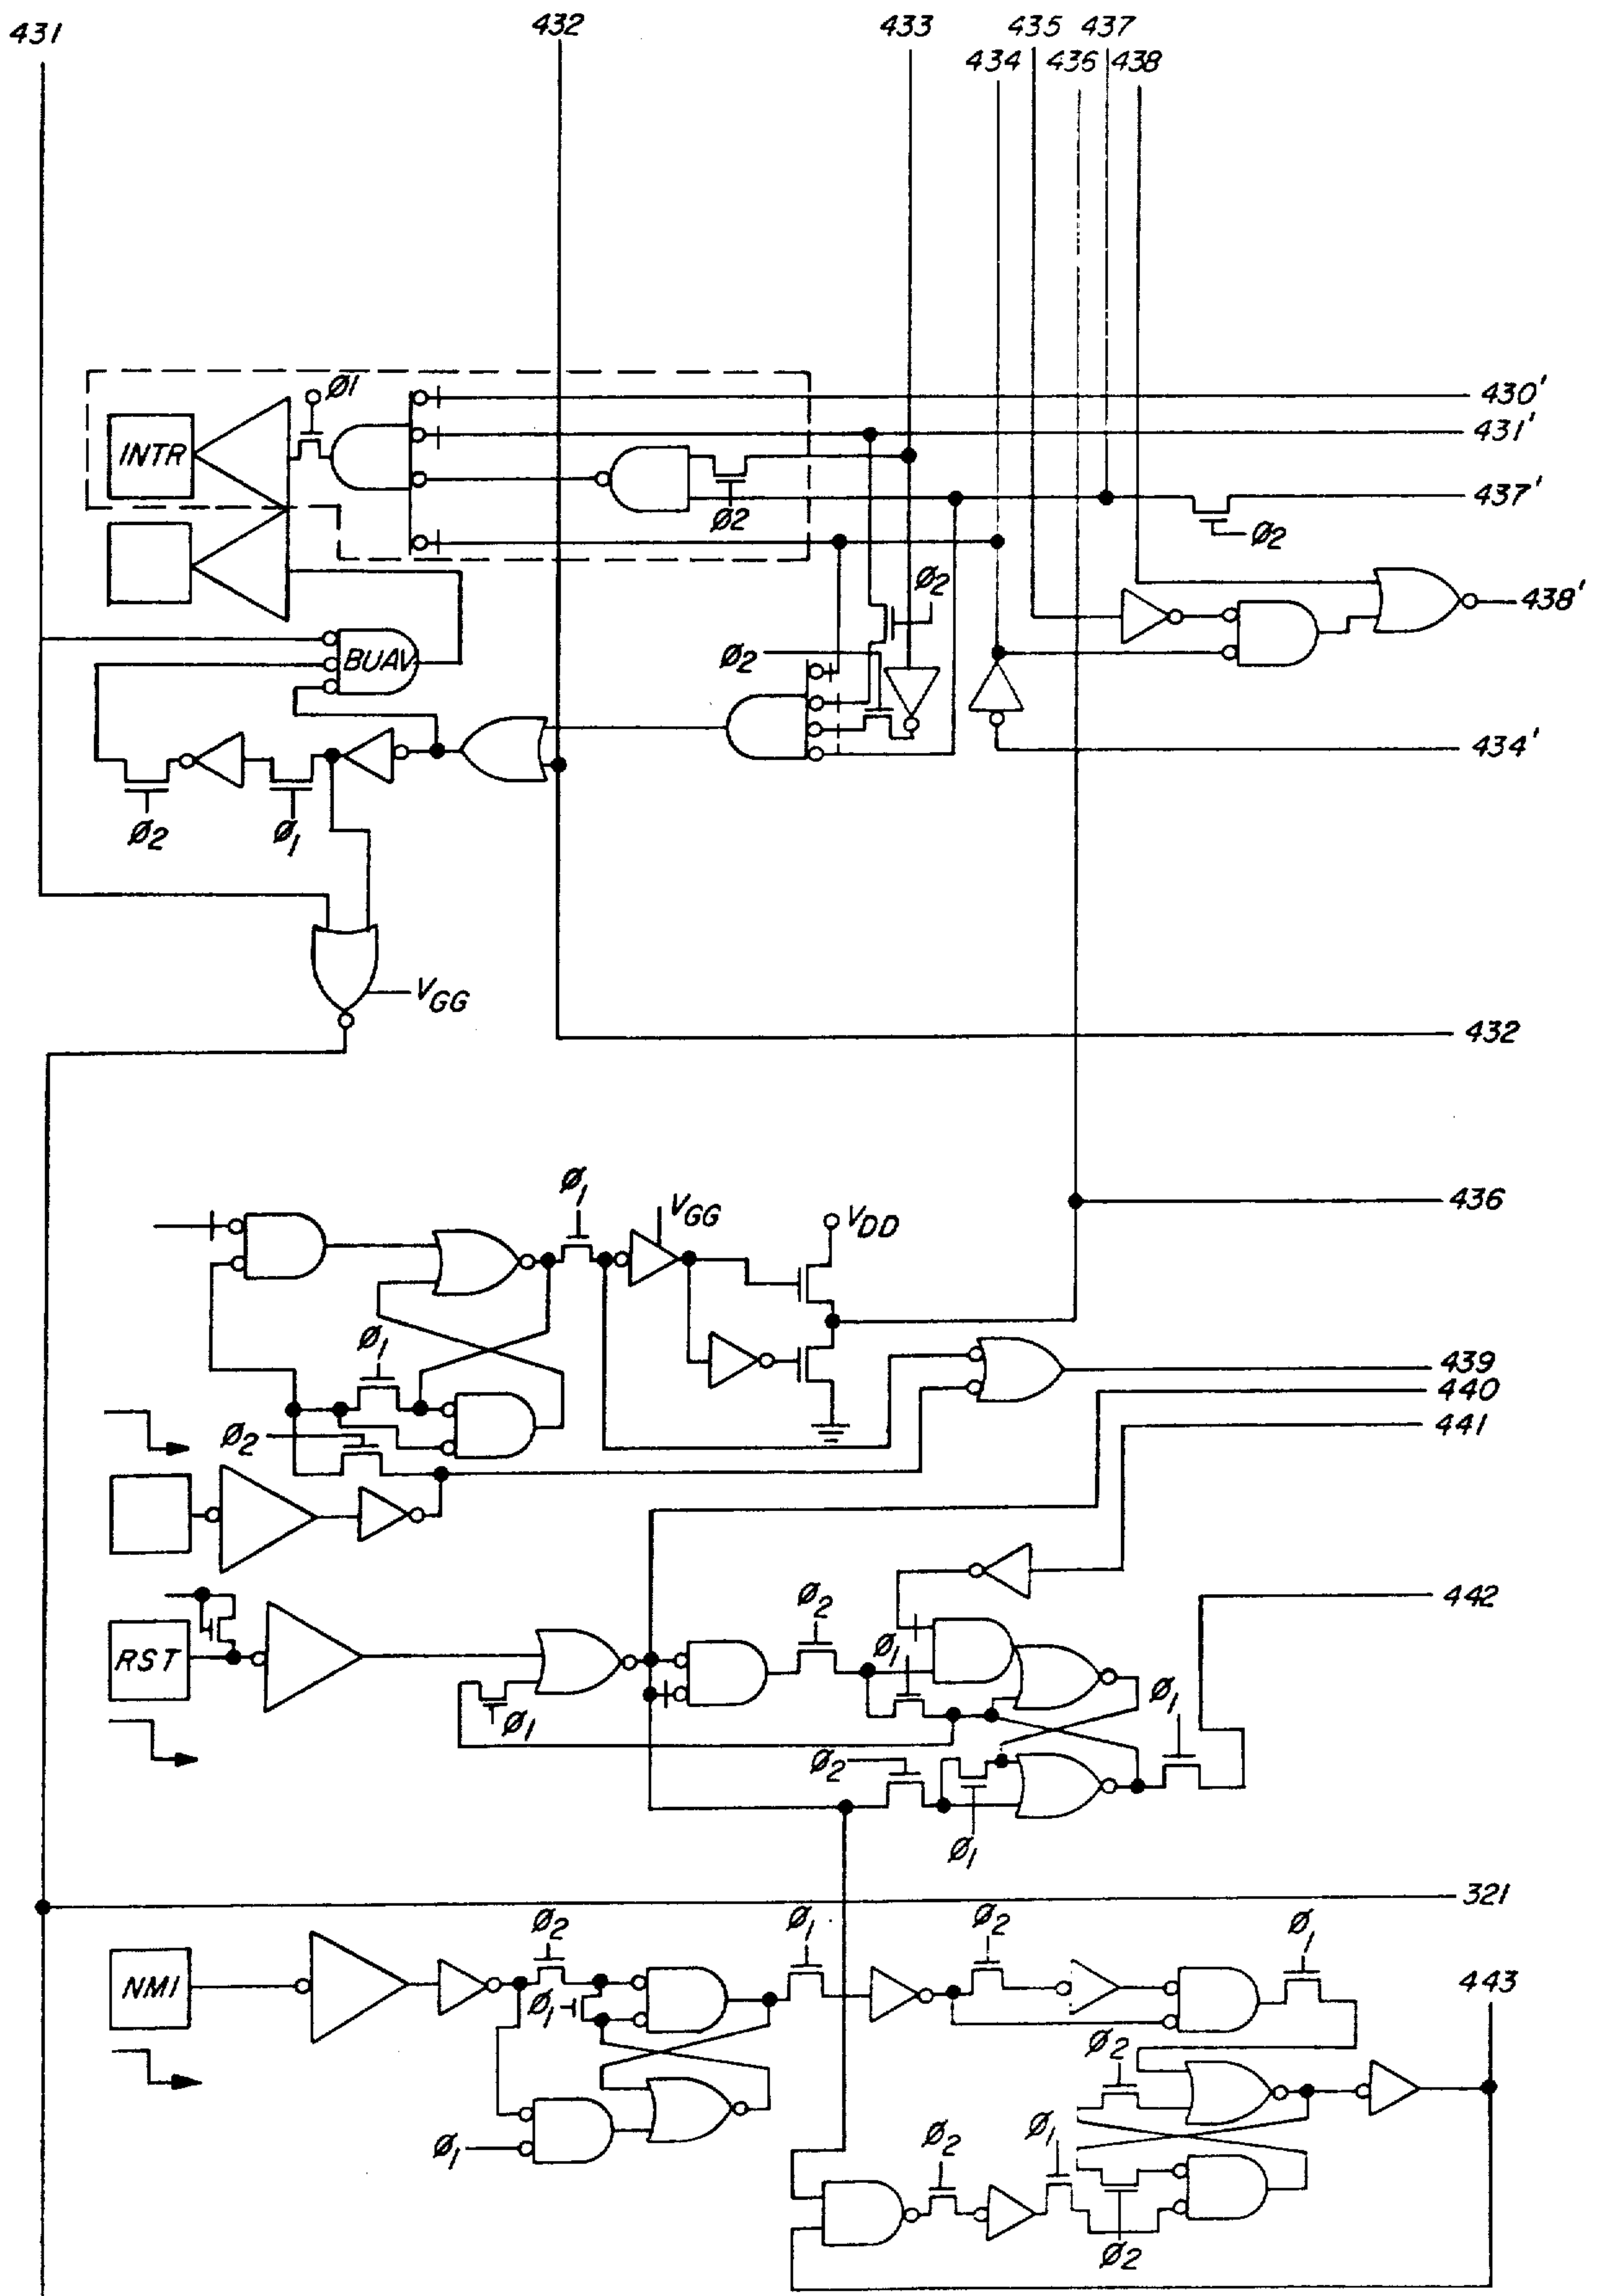 431
432
433
435 437
434 436 438
Ø1
430'
INTR
431'
Ø2
437'
Ø2
Ø2
438'
BUAV
Ø2
434'
Ø2
Ø1
VGG
432
Ø1
VGG
VDD
436
Ø1
439
440
Ø2
441
Ø2
442
RST
Ø1
Ø1
Ø1
Ø2
Ø1
321
Ø2
Ø1
Ø2
Ø1
NMI
Ø1
443
Ø2
Ø1
Ø2
Ø1
Ø2